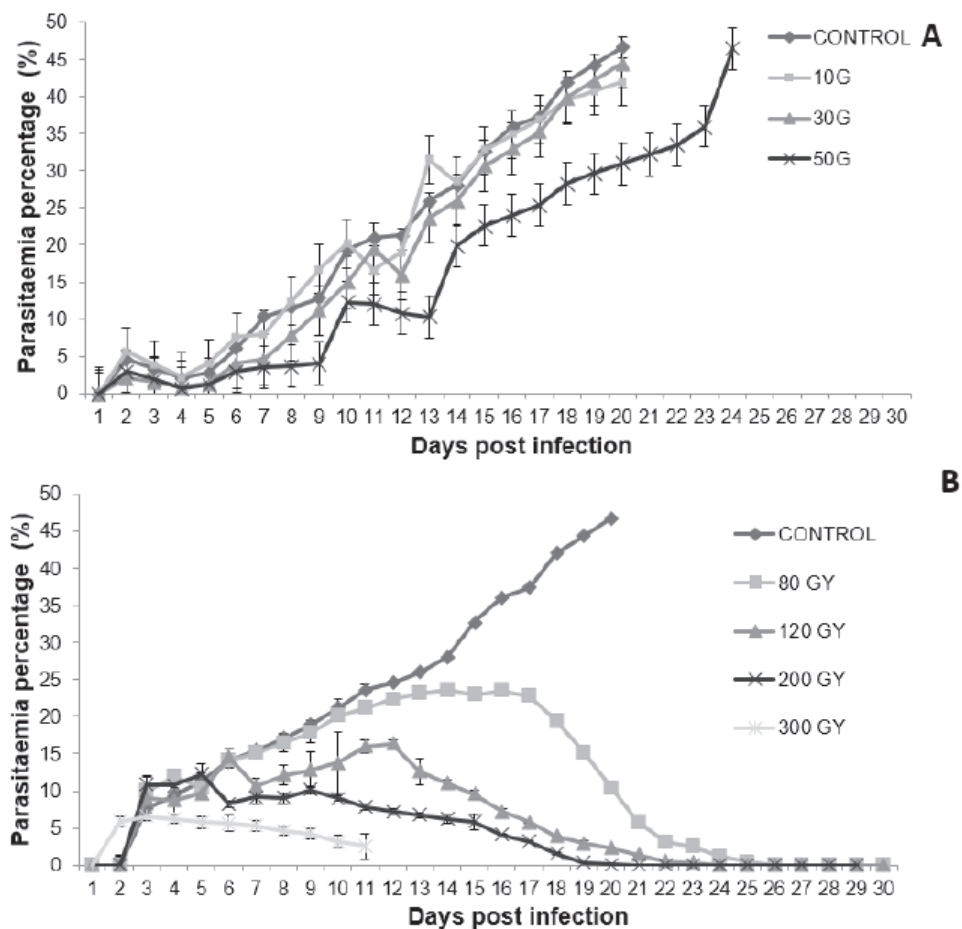 A
CONTROL
10G
30G
50G
Parasitaemia percentage (%)
50
45
40
35
30
25
20
15
10
5
0
1 2 3 4 5 6 7 8 9 10 11 12 13 14 15 16 17 18 19 20 21 22 23 24 25 26 27 28 29 30
Days post infection
B
CONTROL
80 GY
120 GY
200 GY
300 GY
Parasitaemia percentage (%)
50
45
40
35
30
25
20
15
10
5
0
1 2 3 4 5 6 7 8 9 10 11 12 13 14 15 16 17 18 19 20 21 22 23 24 25 26 27 28 29 30
Days post infection